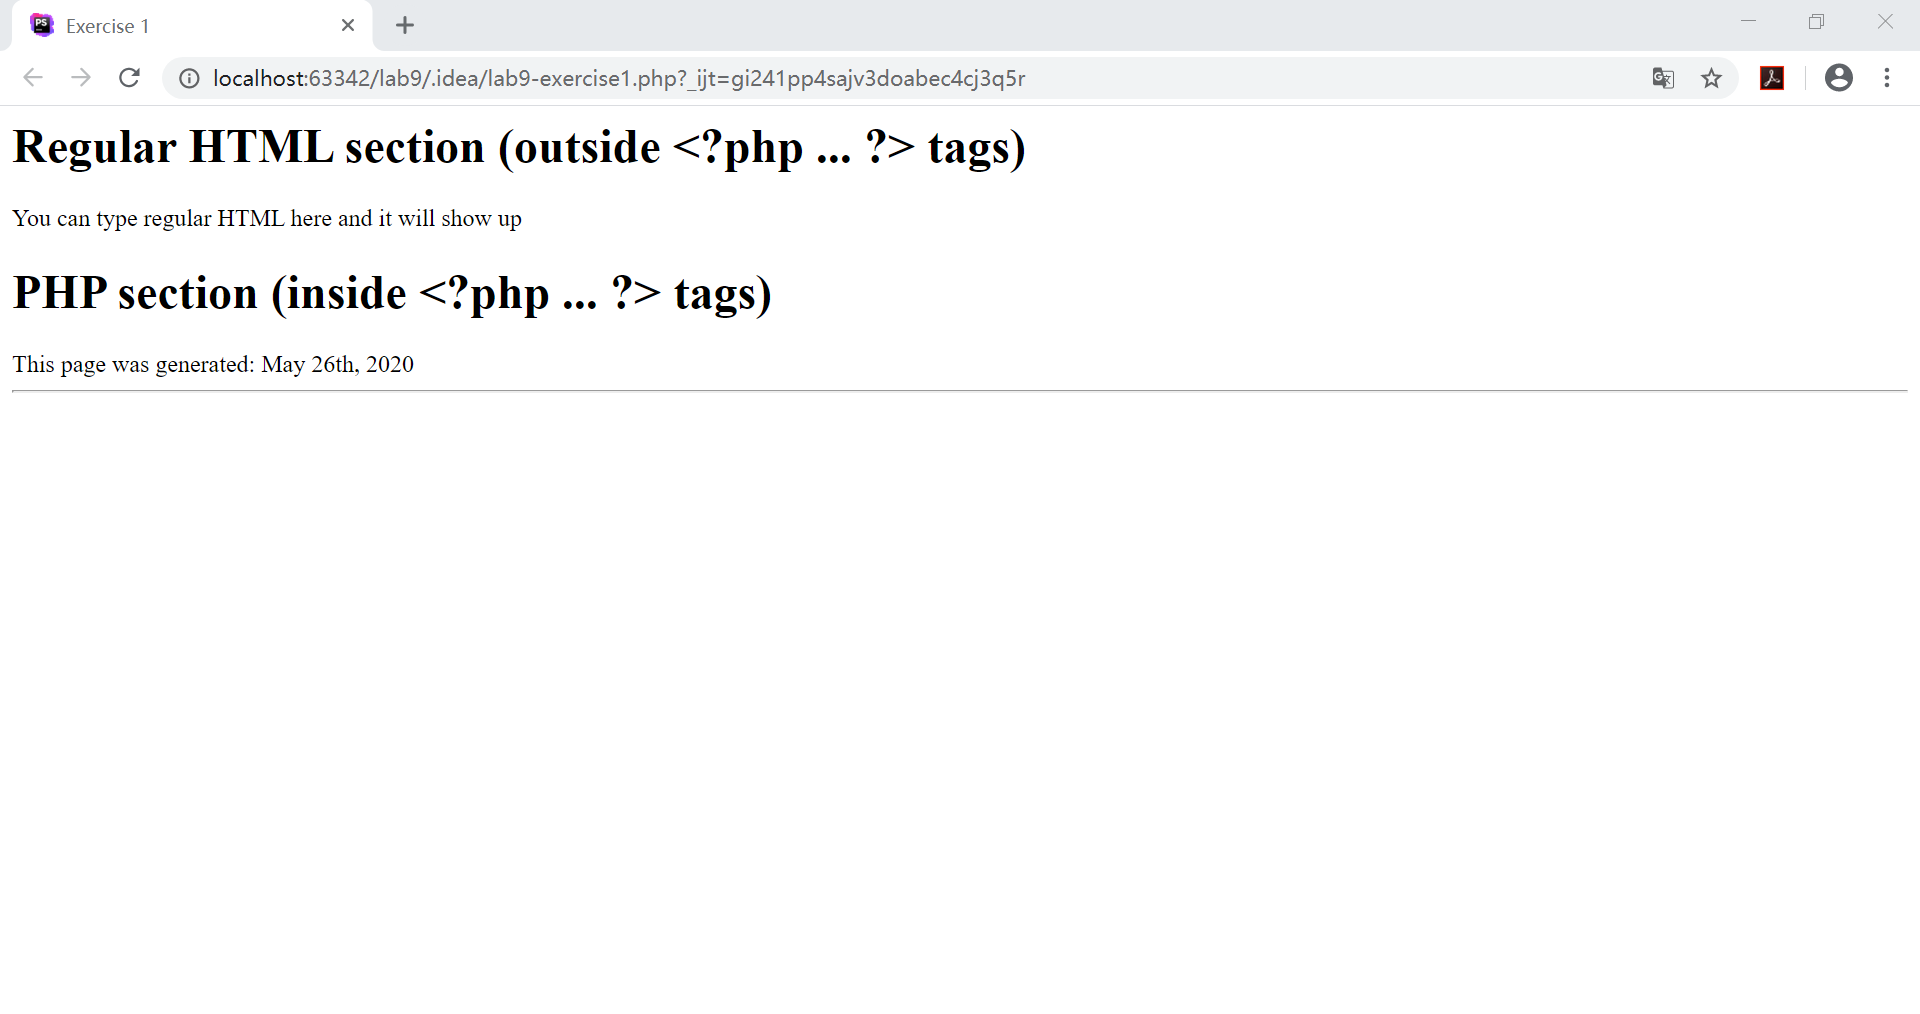 PS
Exercise 1
localhost:63342/lab9/.idea/lab9-exercise1.php?_ijt=gi241pp4sajv3doabec4cj3q5r
Regular HTML section (outside <?php ... ?> tags)
You can type regular HTML here and it will show up
PHP section (inside <?php ... ?> tags)
This page was generated: May 26th, 2020